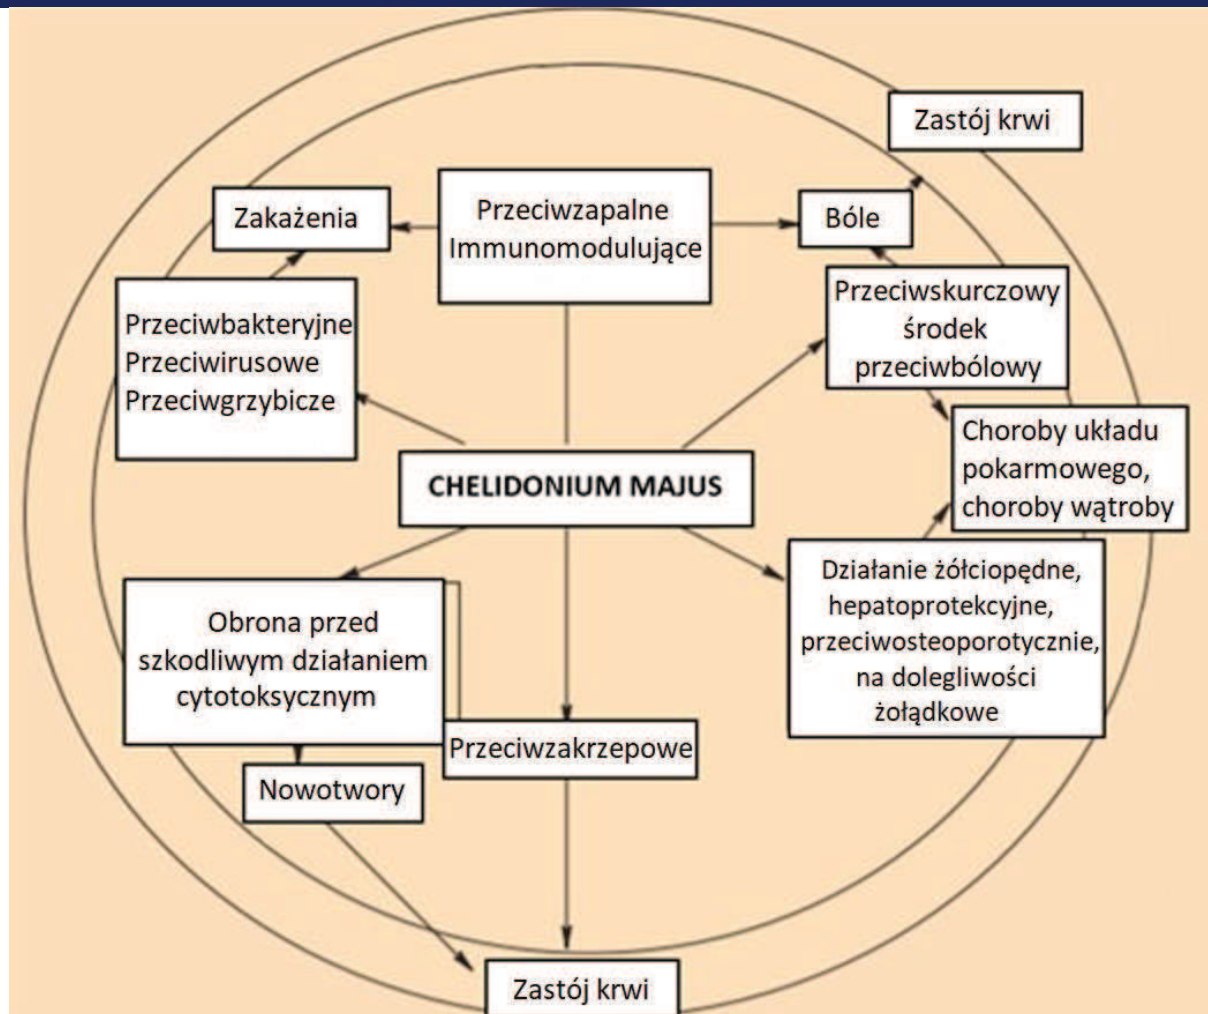 Zastój krwi
Zakażenia
Przeciwzapalne
Immunomodulujące
Bóle
Przeciwbakteryjne
Przeciwirusowe
Przeciwgrzybicze
Przeciwskurczowy
środek
przeciwbólowy
Choroby układu
pokarmowego,
choroby wątroby
CHELIDONIUM MAJUS
Działanie żółciopędne,
hepatoprotekcyjne,
przeciwosteoporotycznie,
na dolegliwości
żołądkowe
Obrona przed
szkodliwym działaniem
cytotoksycznym
Przeciwzakrzepowe
Nowotwory
Zastój krwi